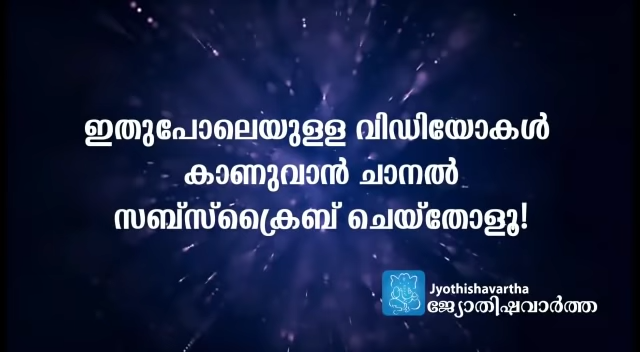 ഇതുപോലെയുള്ള വിഡിയോകൾ
കാണുവാൻ ചാനൽ
സബ്സ്ക്രൈബ് ചെയ്തോളൂ!
Jyothishavartha
ജ്യോതിഷവാർത്ത